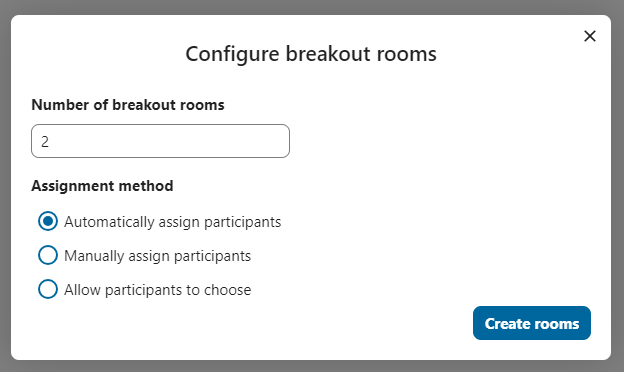 Configure breakout rooms
Number of breakout rooms
2
Assignment method
Automatically assign participants
Manually assign participants
Allow participants to choose
Create rooms